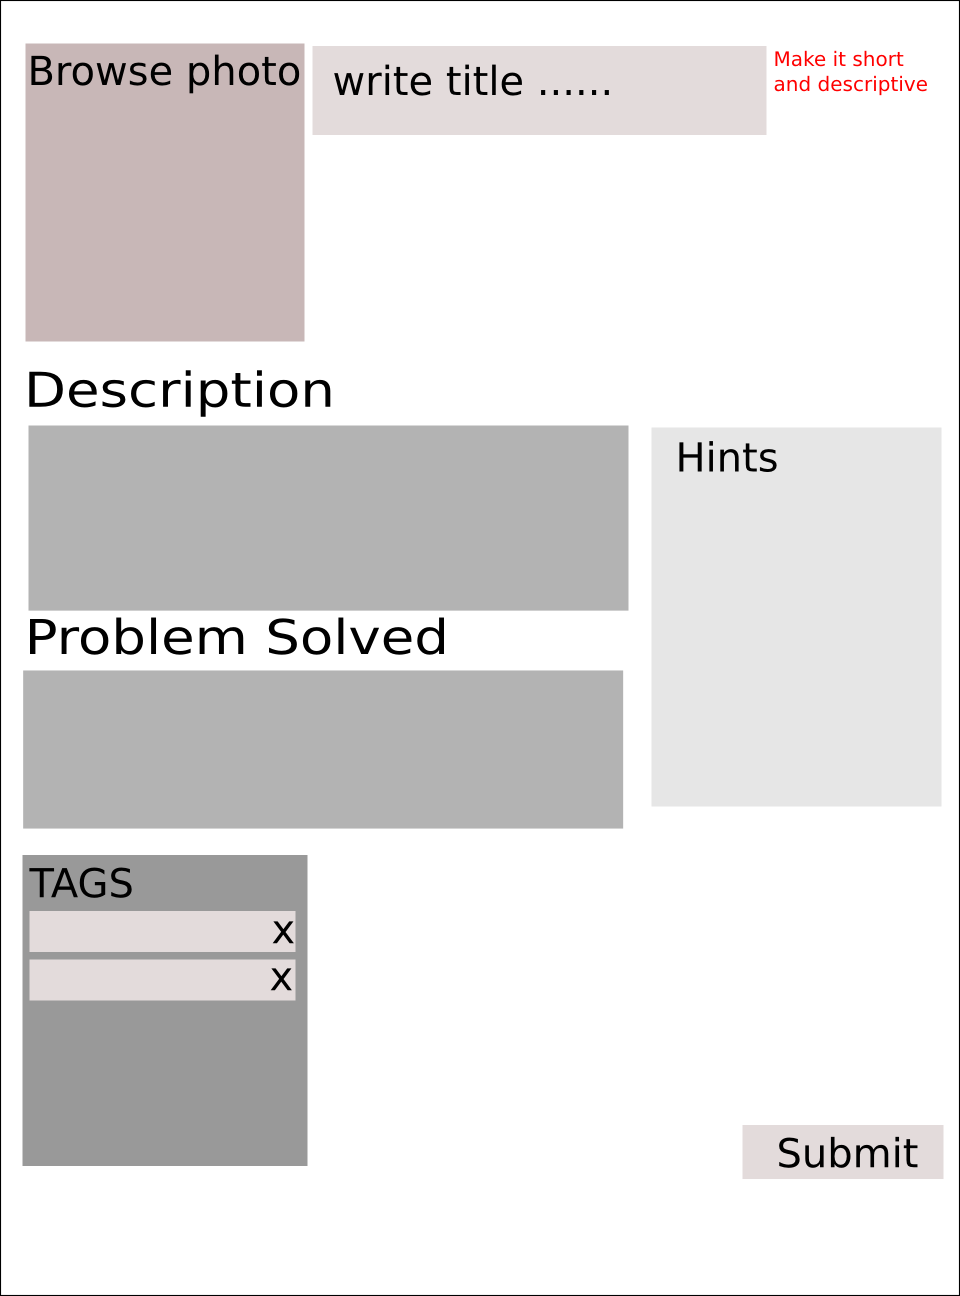 Browse photo
write title ......
Make it short
and descriptive
Description
Hints
Problem Solved
TAGS
x
x
Submit